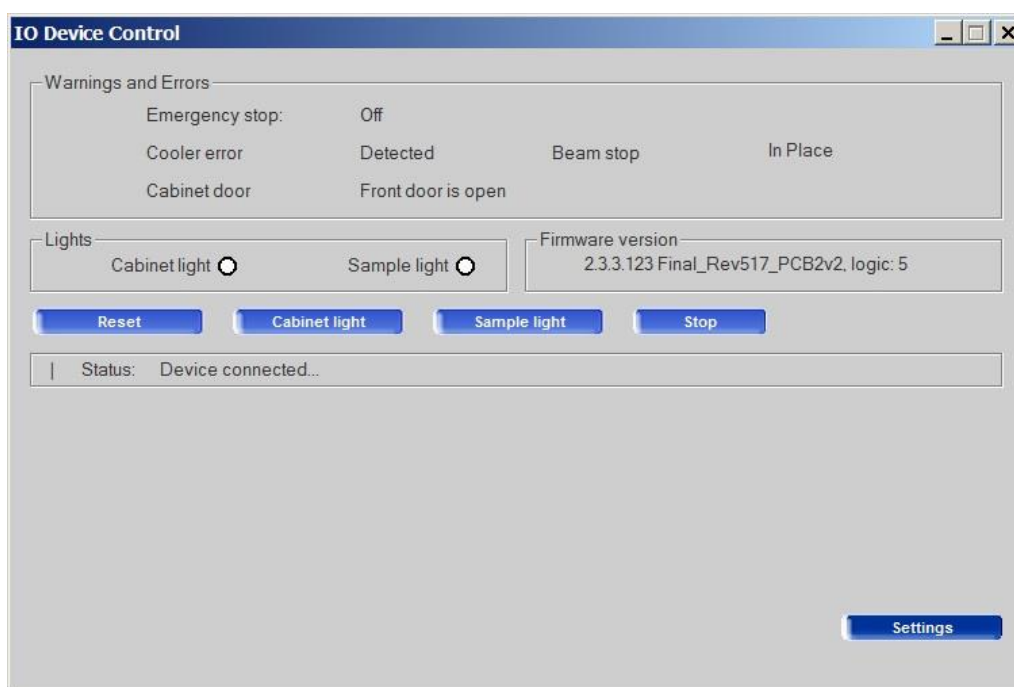 IO Device Control
Warnings and Errors
Emergency stop: Off
Cooler error Detected Beam stop In Place
Cabinet door Front door is open
Lights
Cabinet light Sample light
Firmware version
2.3.3.123 Final_Rev517_PCB2v2, logic: 5
Reset Cabinet light Sample light Stop
| Status: Device connected...
Settings